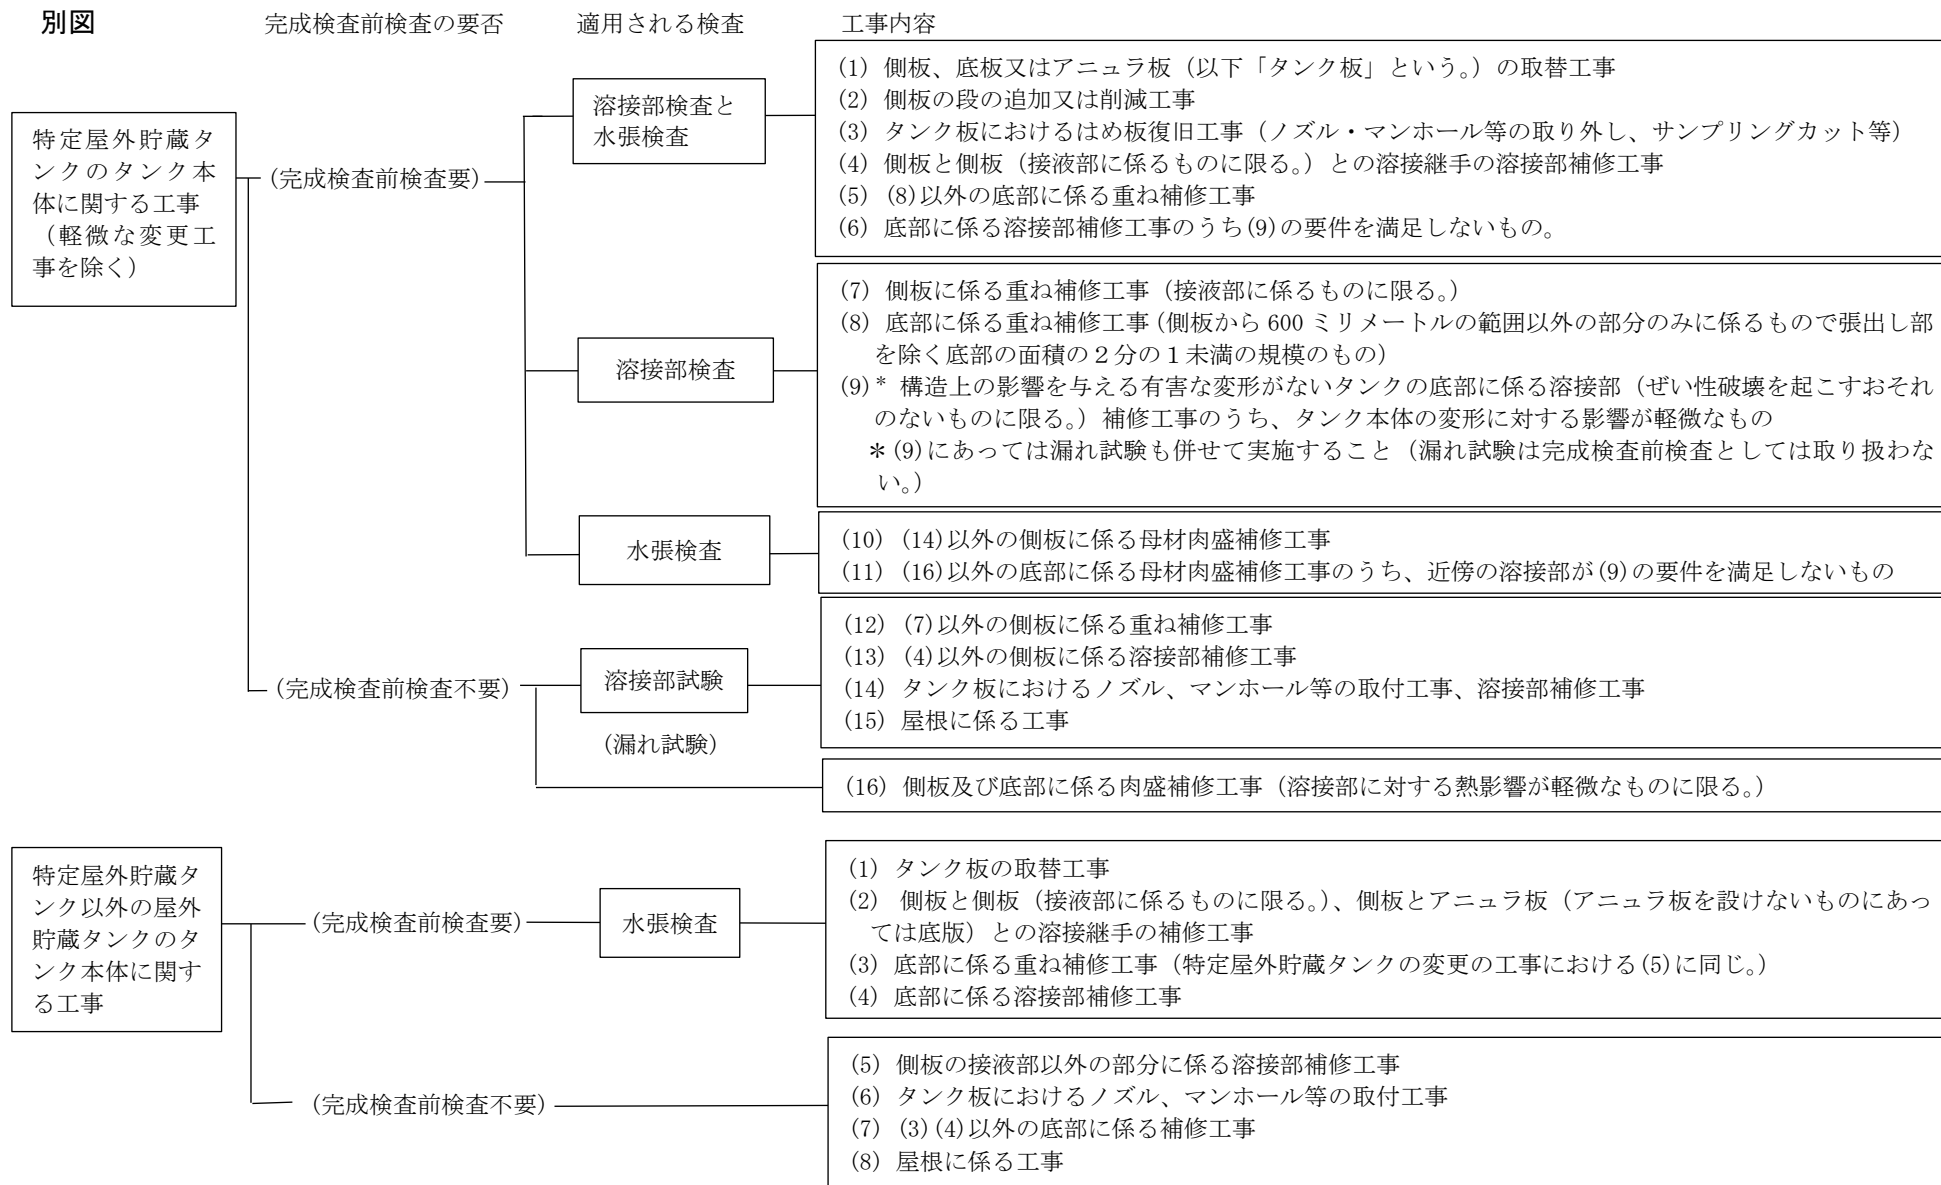 別図 完成検査前検査の要否 適用される検査 工事内容
特定屋外貯蔵タ
ンクのタンク本
体に関する工事
（軽微な変更工
事を除く）
(完成検査前検査要)
溶接部検査と
水張検査
(1) 側板、底板又はアニュラ板（以下「タンク板」という。）の取替工事
(2) 側板の段の追加又は削減工事
(3) タンク板におけるはめ板復旧工事（ノズル・マンホール等の取り外し、サンプリングカット等）
(4) 側板と側板（接液部に係るものに限る。）との溶接継手の溶接部補修工事
(5) (8)以外の底部に係る重ね補修工事
(6) 底部に係る溶接部補修工事のうち(9)の要件を満足しないもの。
溶接部検査
(7) 側板に係る重ね補修工事（接液部に係るものに限る。）
(8) 底部に係る重ね補修工事（側板から 600 ミリメートルの範囲以外の部分のみに係るもので張出し部
を除く底部の面積の２分の１未満の規模のもの）
(9)* 構造上の影響を与える有害な変形がないタンクの底部に係る溶接部（ぜい性破壊を起こすおそれ
のないものに限る。）補修工事のうち、タンク本体の変形に対する影響が軽微なもの
＊(9)にあっては漏れ試験も併せて実施すること（漏れ試験は完成検査前検査としては取り扱わな
い。）
水張検査
(10) (14)以外の側板に係る母材肉盛補修工事
(11) (16)以外の底部に係る母材肉盛補修工事のうち、近傍の溶接部が(9)の要件を満足しないもの
(完成検査前検査不要)
溶接部試験
(漏れ試験)
(12) (7)以外の側板に係る重ね補修工事
(13) (4)以外の側板に係る溶接部補修工事
(14) タンク板におけるノズル、マンホール等の取付工事、溶接部補修工事
(15) 屋根に係る工事
(16) 側板及び底部に係る肉盛補修工事（溶接部に対する熱影響が軽微なものに限る。）
特定屋外貯蔵タ
ンク以外の屋外
貯蔵タンクのタ
ンク本体に関す
る工事
(完成検査前検査要)
水張検査
(1) タンク板の取替工事
(2) 側板と側板（接液部に係るものに限る。）、側板とアニュラ板（アニュラ板を設けないものにあっ
ては底版）との溶接継手の補修工事
(3) 底部に係る重ね補修工事（特定屋外貯蔵タンクの変更の工事における(5)に同じ。）
(4) 底部に係る溶接部補修工事
(完成検査前検査不要)
(5) 側板の接液部以外の部分に係る溶接部補修工事
(6) タンク板におけるノズル、マンホール等の取付工事
(7) (3)(4)以外の底部に係る補修工事
(8) 屋根に係る工事